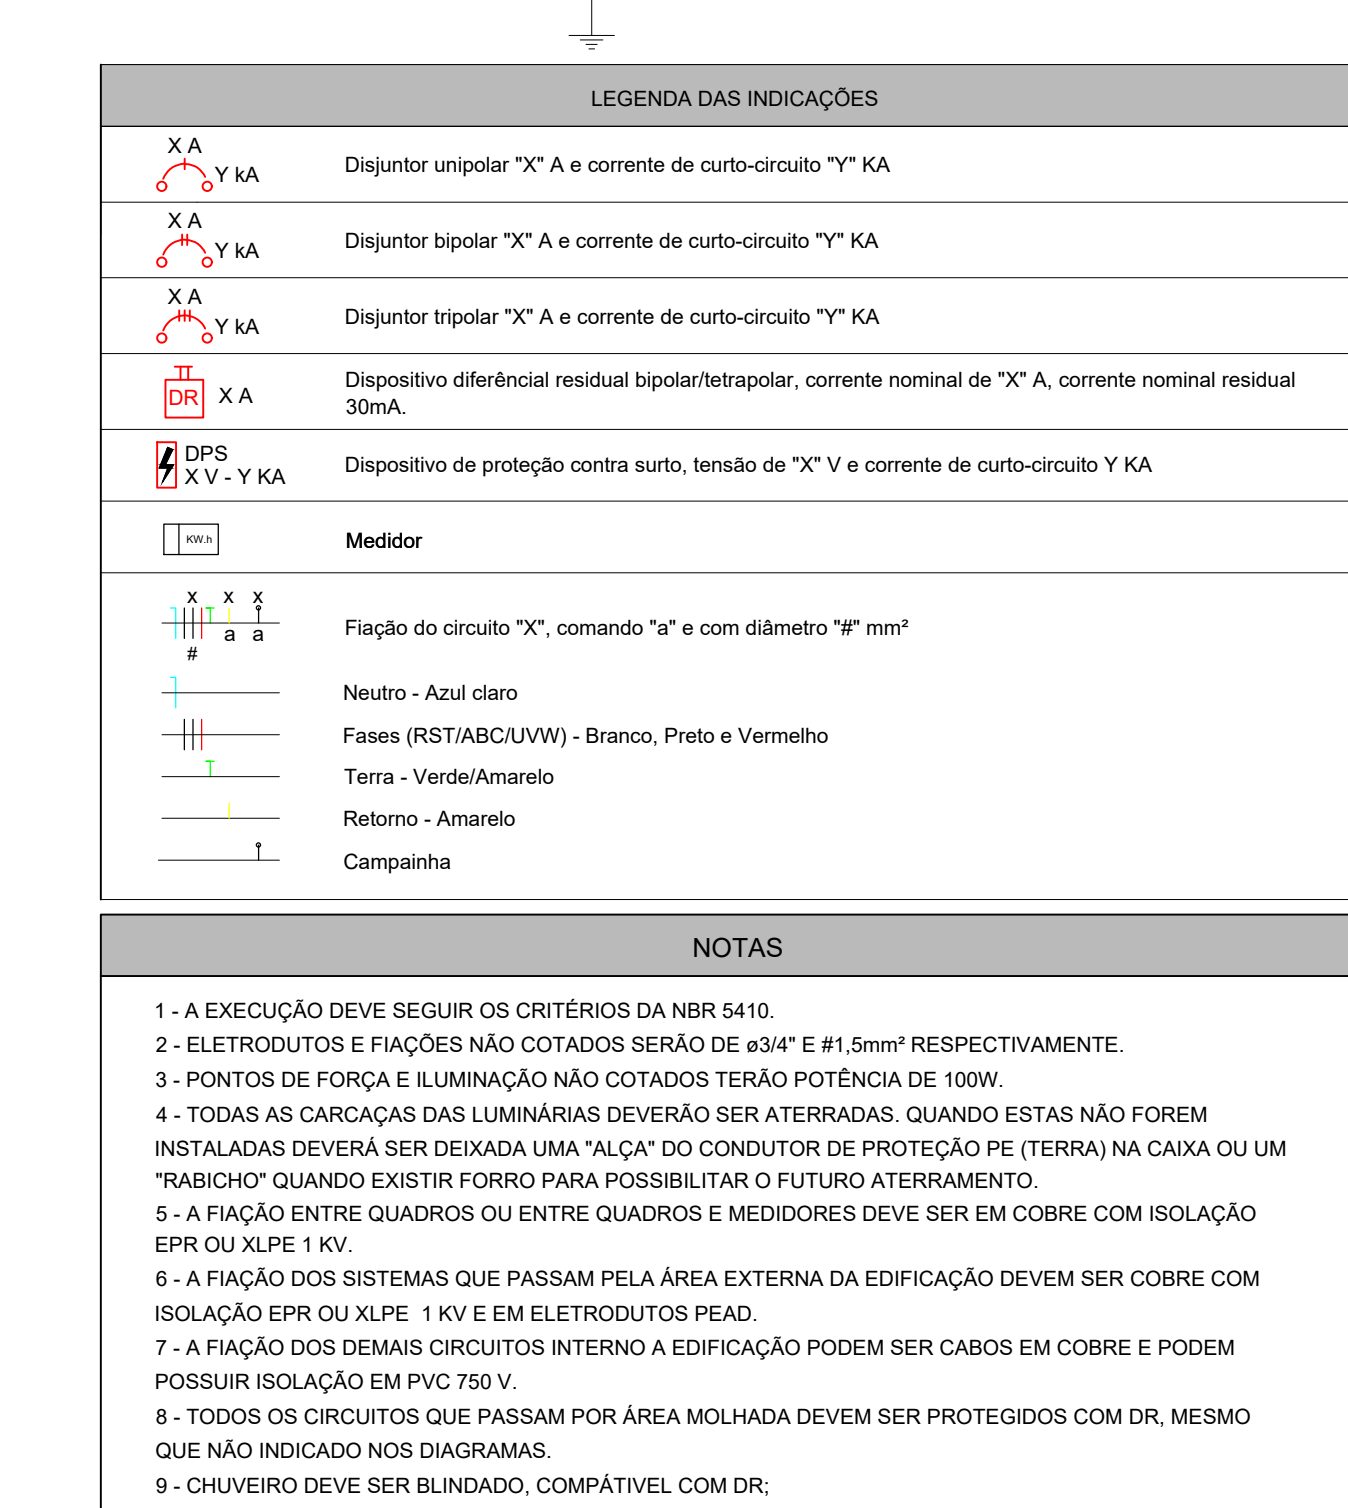 LEGENDA DAS INDICAÇÕES
X A
Y kA
Disjuntor unipolar "X" A e corrente de curto-circuito "Y" KA
X A
Y kA
Disjuntor bipolar "X" A e corrente de curto-circuito "Y" KA
X A
Y kA
Disjuntor tripolar "X" A e corrente de curto-circuito "Y" KA
DR X A
Dispositivo diferêncial residual bipolar/tetrapolar, corrente nominal de "X" A, corrente nominal residual
30mA.
DPS
X V - Y KA
Dispositivo de proteção contra surto, tensão de "X" V e corrente de curto-circuito Y KA
KW.h
Medidor
x x x
a a
#
Fiação do circuito "X", comando "a" e com diâmetro "#" mm²
Neutro - Azul claro
Fases (RST/ABC/UVW) - Branco, Preto e Vermelho
Terra - Verde/Amarelo
Retorno - Amarelo
Campainha
NOTAS
1 - A EXECUÇÃO DEVE SEGUIR OS CRITÉRIOS DA NBR 5410.
2 - ELETRODUTOS E FIAÇÕES NÃO COTADOS SERÃO DE ø3/4" E #1,5mm² RESPECTIVAMENTE.
3 - PONTOS DE FORÇA E ILUMINAÇÃO NÃO COTADOS TERÃO POTÊNCIA DE 100W.
4 - TODAS AS CARCAÇAS DAS LUMINÁRIAS DEVERÃO SER ATERRADAS. QUANDO ESTAS NÃO FOREM
INSTALADAS DEVERÁ SER DEIXADA UMA "ALÇA" DO CONDUTOR DE PROTEÇÃO PE (TERRA) NA CAIXA OU UM
"RABICHO" QUANDO EXISTIR FORRO PARA POSSIBILITAR O FUTURO ATERRAMENTO.
5 - A FIAÇÃO ENTRE QUADROS OU ENTRE QUADROS E MEDIDORES DEVE SER EM COBRE COM ISOLAÇÃO
EPR OU XLPE 1 KV.
6 - A FIAÇÃO DOS SISTEMAS QUE PASSAM PELA ÁREA EXTERNA DA EDIFICAÇÃO DEVEM SER COBRE COM
ISOLAÇÃO EPR OU XLPE 1 KV E EM ELETRODUTOS PEAD.
7 - A FIAÇÃO DOS DEMAIS CIRCUITOS INTERNO A EDIFICAÇÃO PODEM SER CABOS EM COBRE E PODEM
POSSUIR ISOLAÇÃO EM PVC 750 V.
8 - TODOS OS CIRCUITOS QUE PASSAM POR ÁREA MOLHADA DEVEM SER PROTEGIDOS COM DR, MESMO
QUE NÃO INDICADO NOS DIAGRAMAS.
9 - CHUVEIRO DEVE SER BLINDADO, COMPÁTIVEL COM DR;